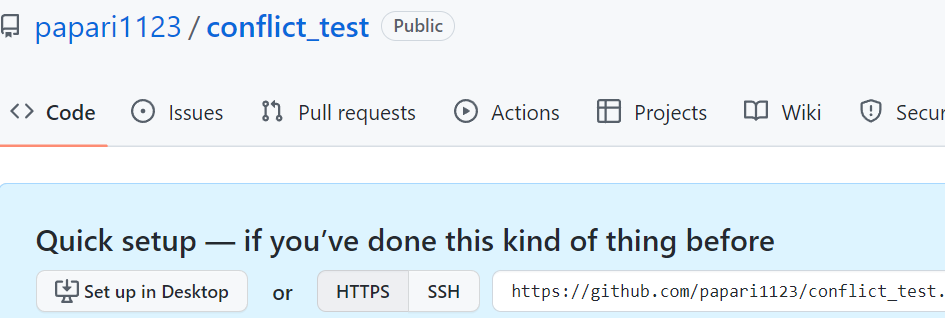 papari1123 / conflict_test Public
Code Issues Pull requests Actions Projects Wiki Secur
Quick setup — if you’ve done this kind of thing before
Set up in Desktop or HTTPS SSH https://github.com/papari1123/conflict_test.